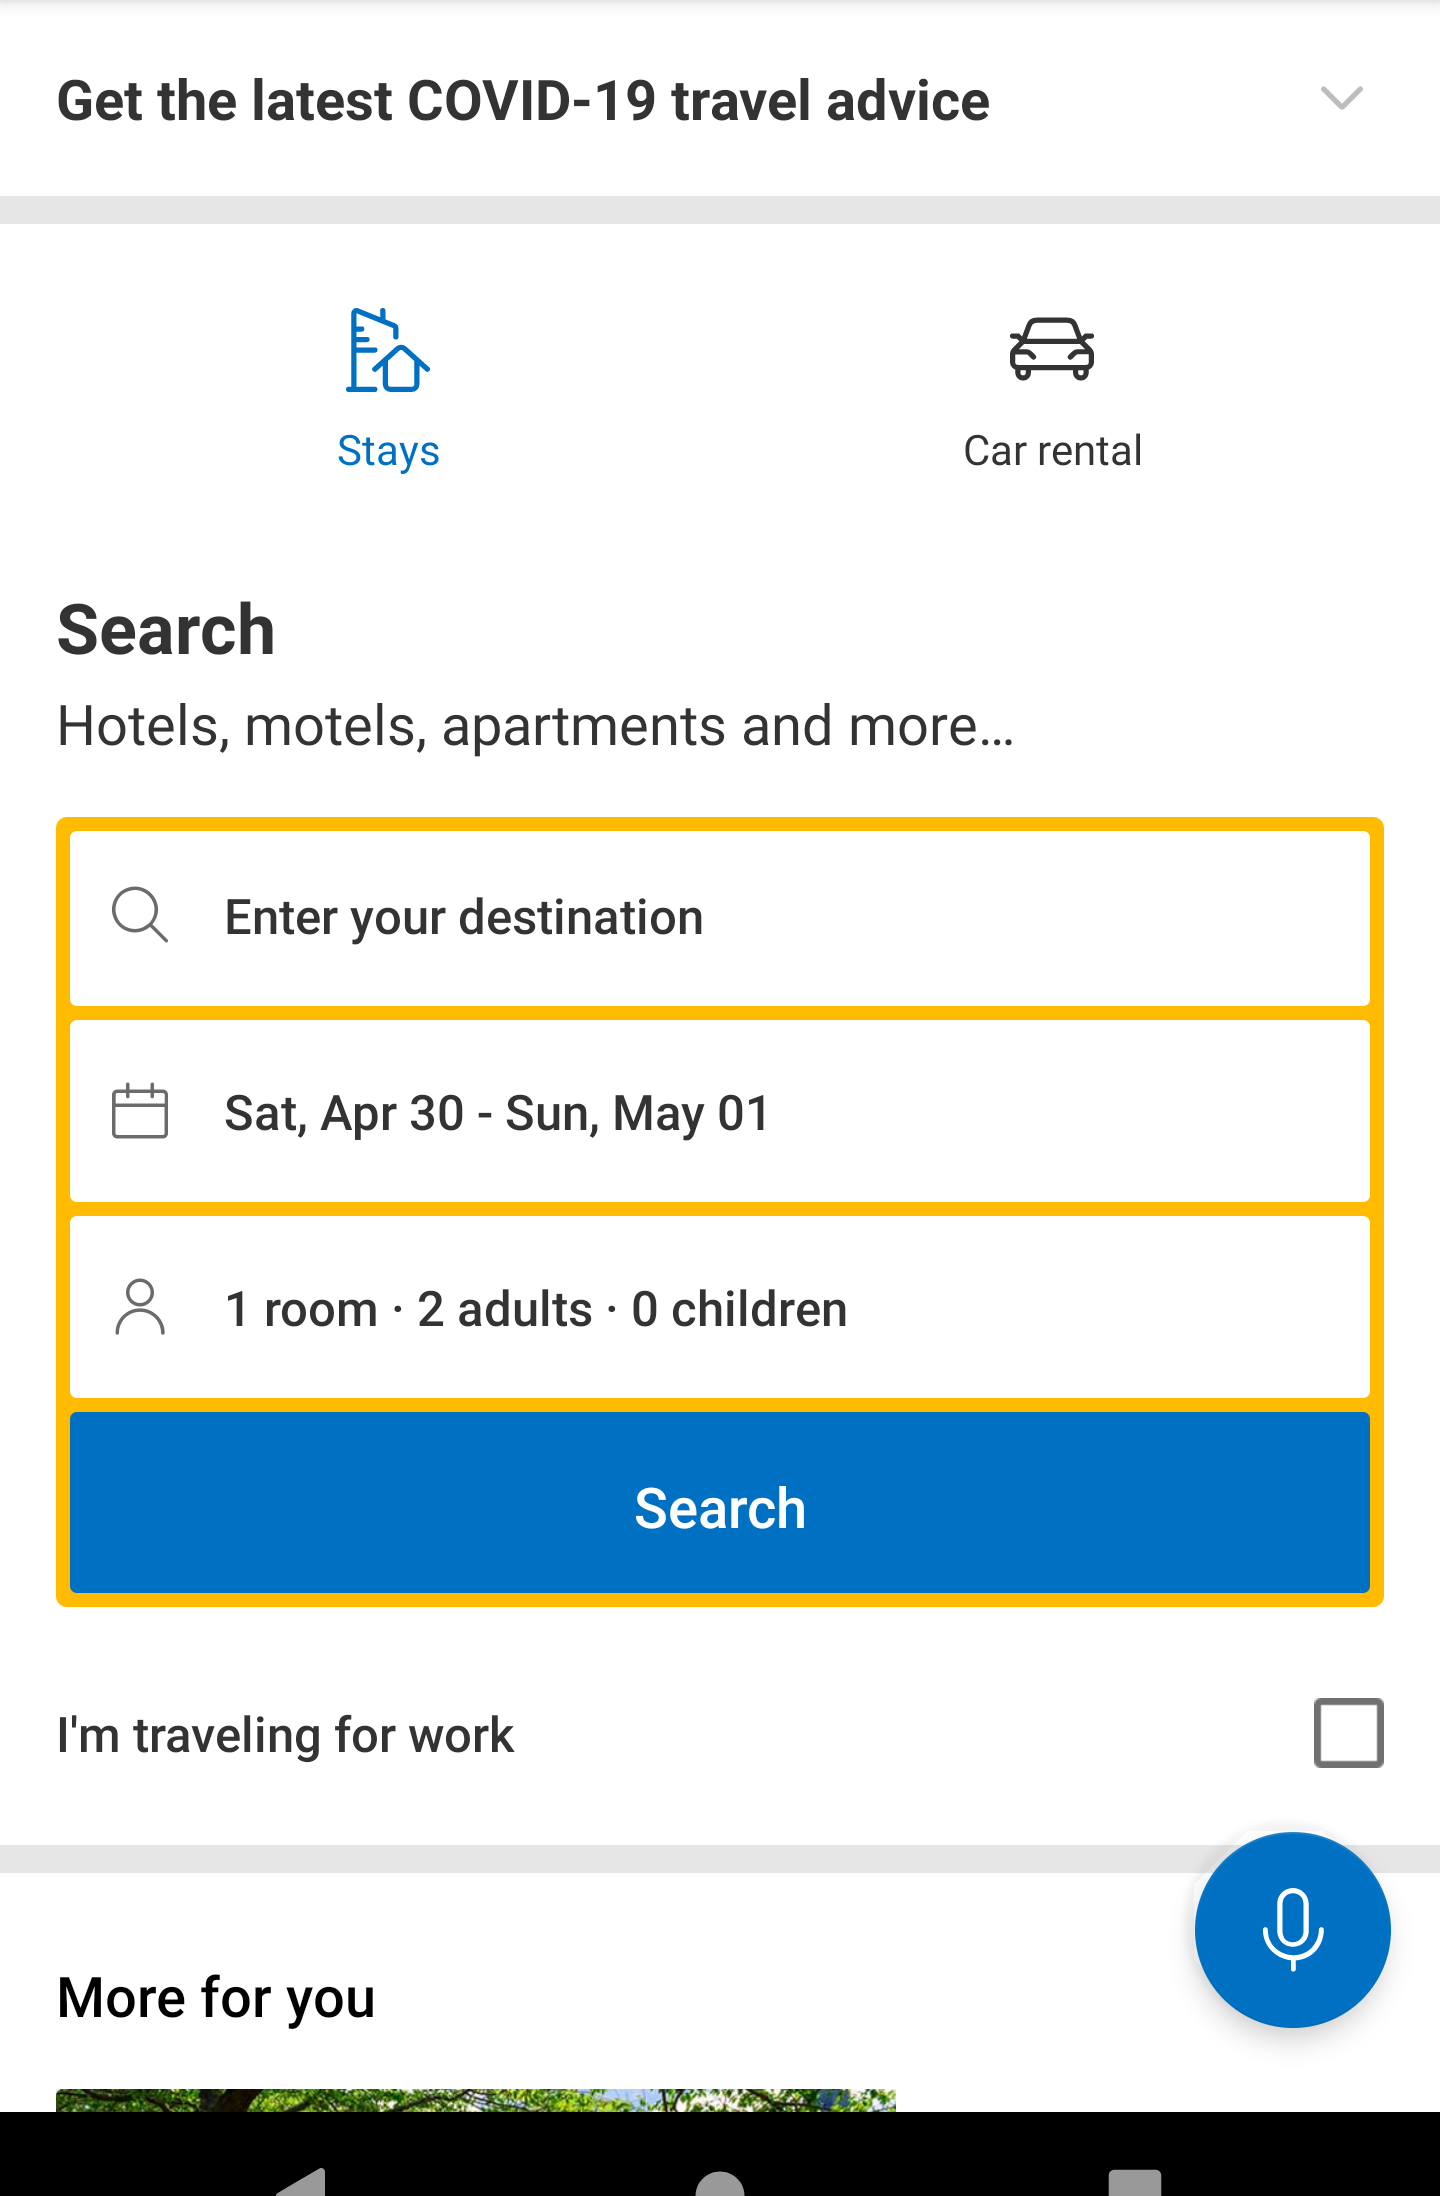 Get the latest COVID-19 travel advice
Stays
Car rental
Search
Hotels, motels, apartments and more...
Enter your destination
Sat, Apr 30 - Sun, May 01
1 room · 2 adults · 0 children
Search
I'm traveling for work
More for you